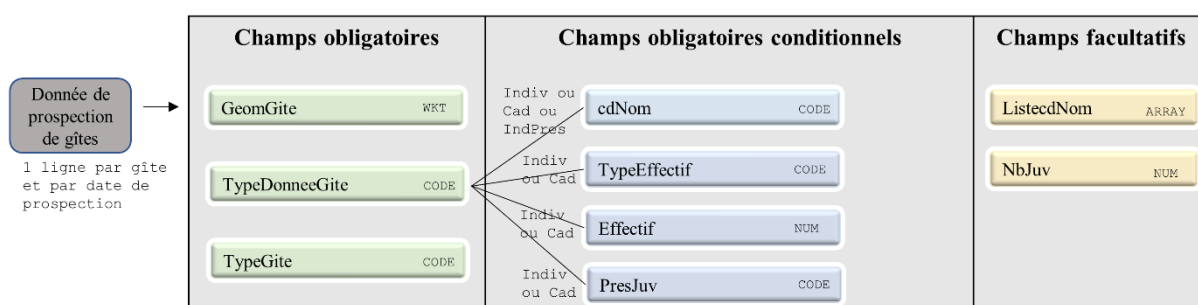 Champs obligatoires
Champs obligatoires conditionnels
Champs facultatifs
Donnée de
prospection
de gîtes
1 ligne par gîte
et par date de
prospection
GeomGite WKT
TypeDonneeGite CODE
TypeGite CODE
Indiv ou
Cad ou
IndPres
cdNom CODE
Indiv
ou Cad
TypeEffectif CODE
Indiv
ou Cad
Effectif NUM
Indiv
ou Cad
PresJuv CODE
ListecdNom ARRAY
NbJuv NUM